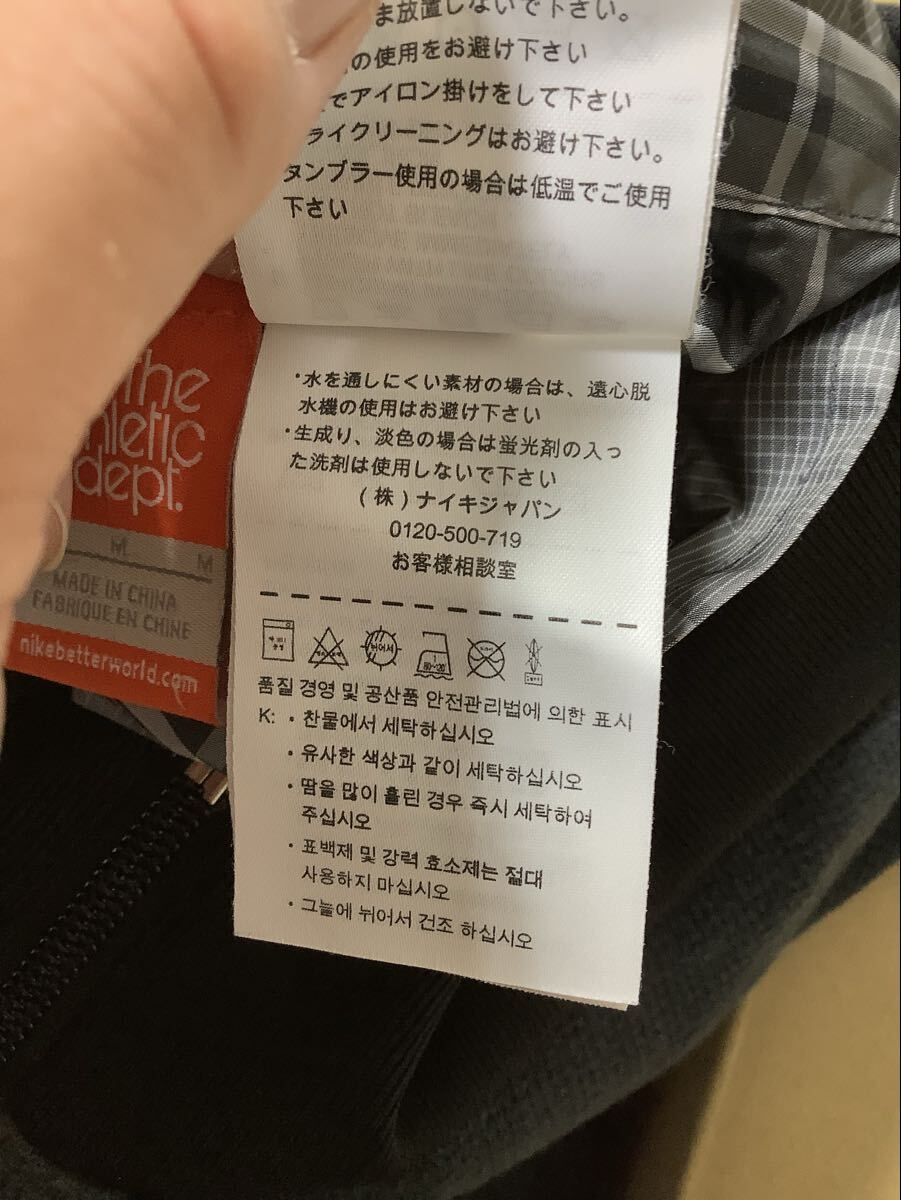 ま放置しないで下さい。
の使用をお避け下さい
でアイロン掛けをして下さい
ライクリーニングはお避け下さい。
タンブラー使用の場合は低温でご使用
下さい
・水を通しにくい素材の場合は、遠心脱
水機の使用はお避け下さい
・生成り、淡色の場合は蛍光剤の入っ
た洗剤は使用しないで下さい
(株)ナイキジャパン
0120-500-719
お客様相談室
품질 경영 및 공산품 안전관리법에 의한 표시
K: · 찬물에서 세탁하십시오
· 유사한 색상과 같이 세탁하십시오
· 땀을 많이 흘린 경우 즉시 세탁하여
주십시오
· 표백제 및 강력 효소제는 절대
사용하지 마십시오
· 그늘에 뉘어서 건조 하십시오
the
hletic
dept.
M M
MADE IN CHINA
FABRIQUE EN CHINE
nikebetterworld.com